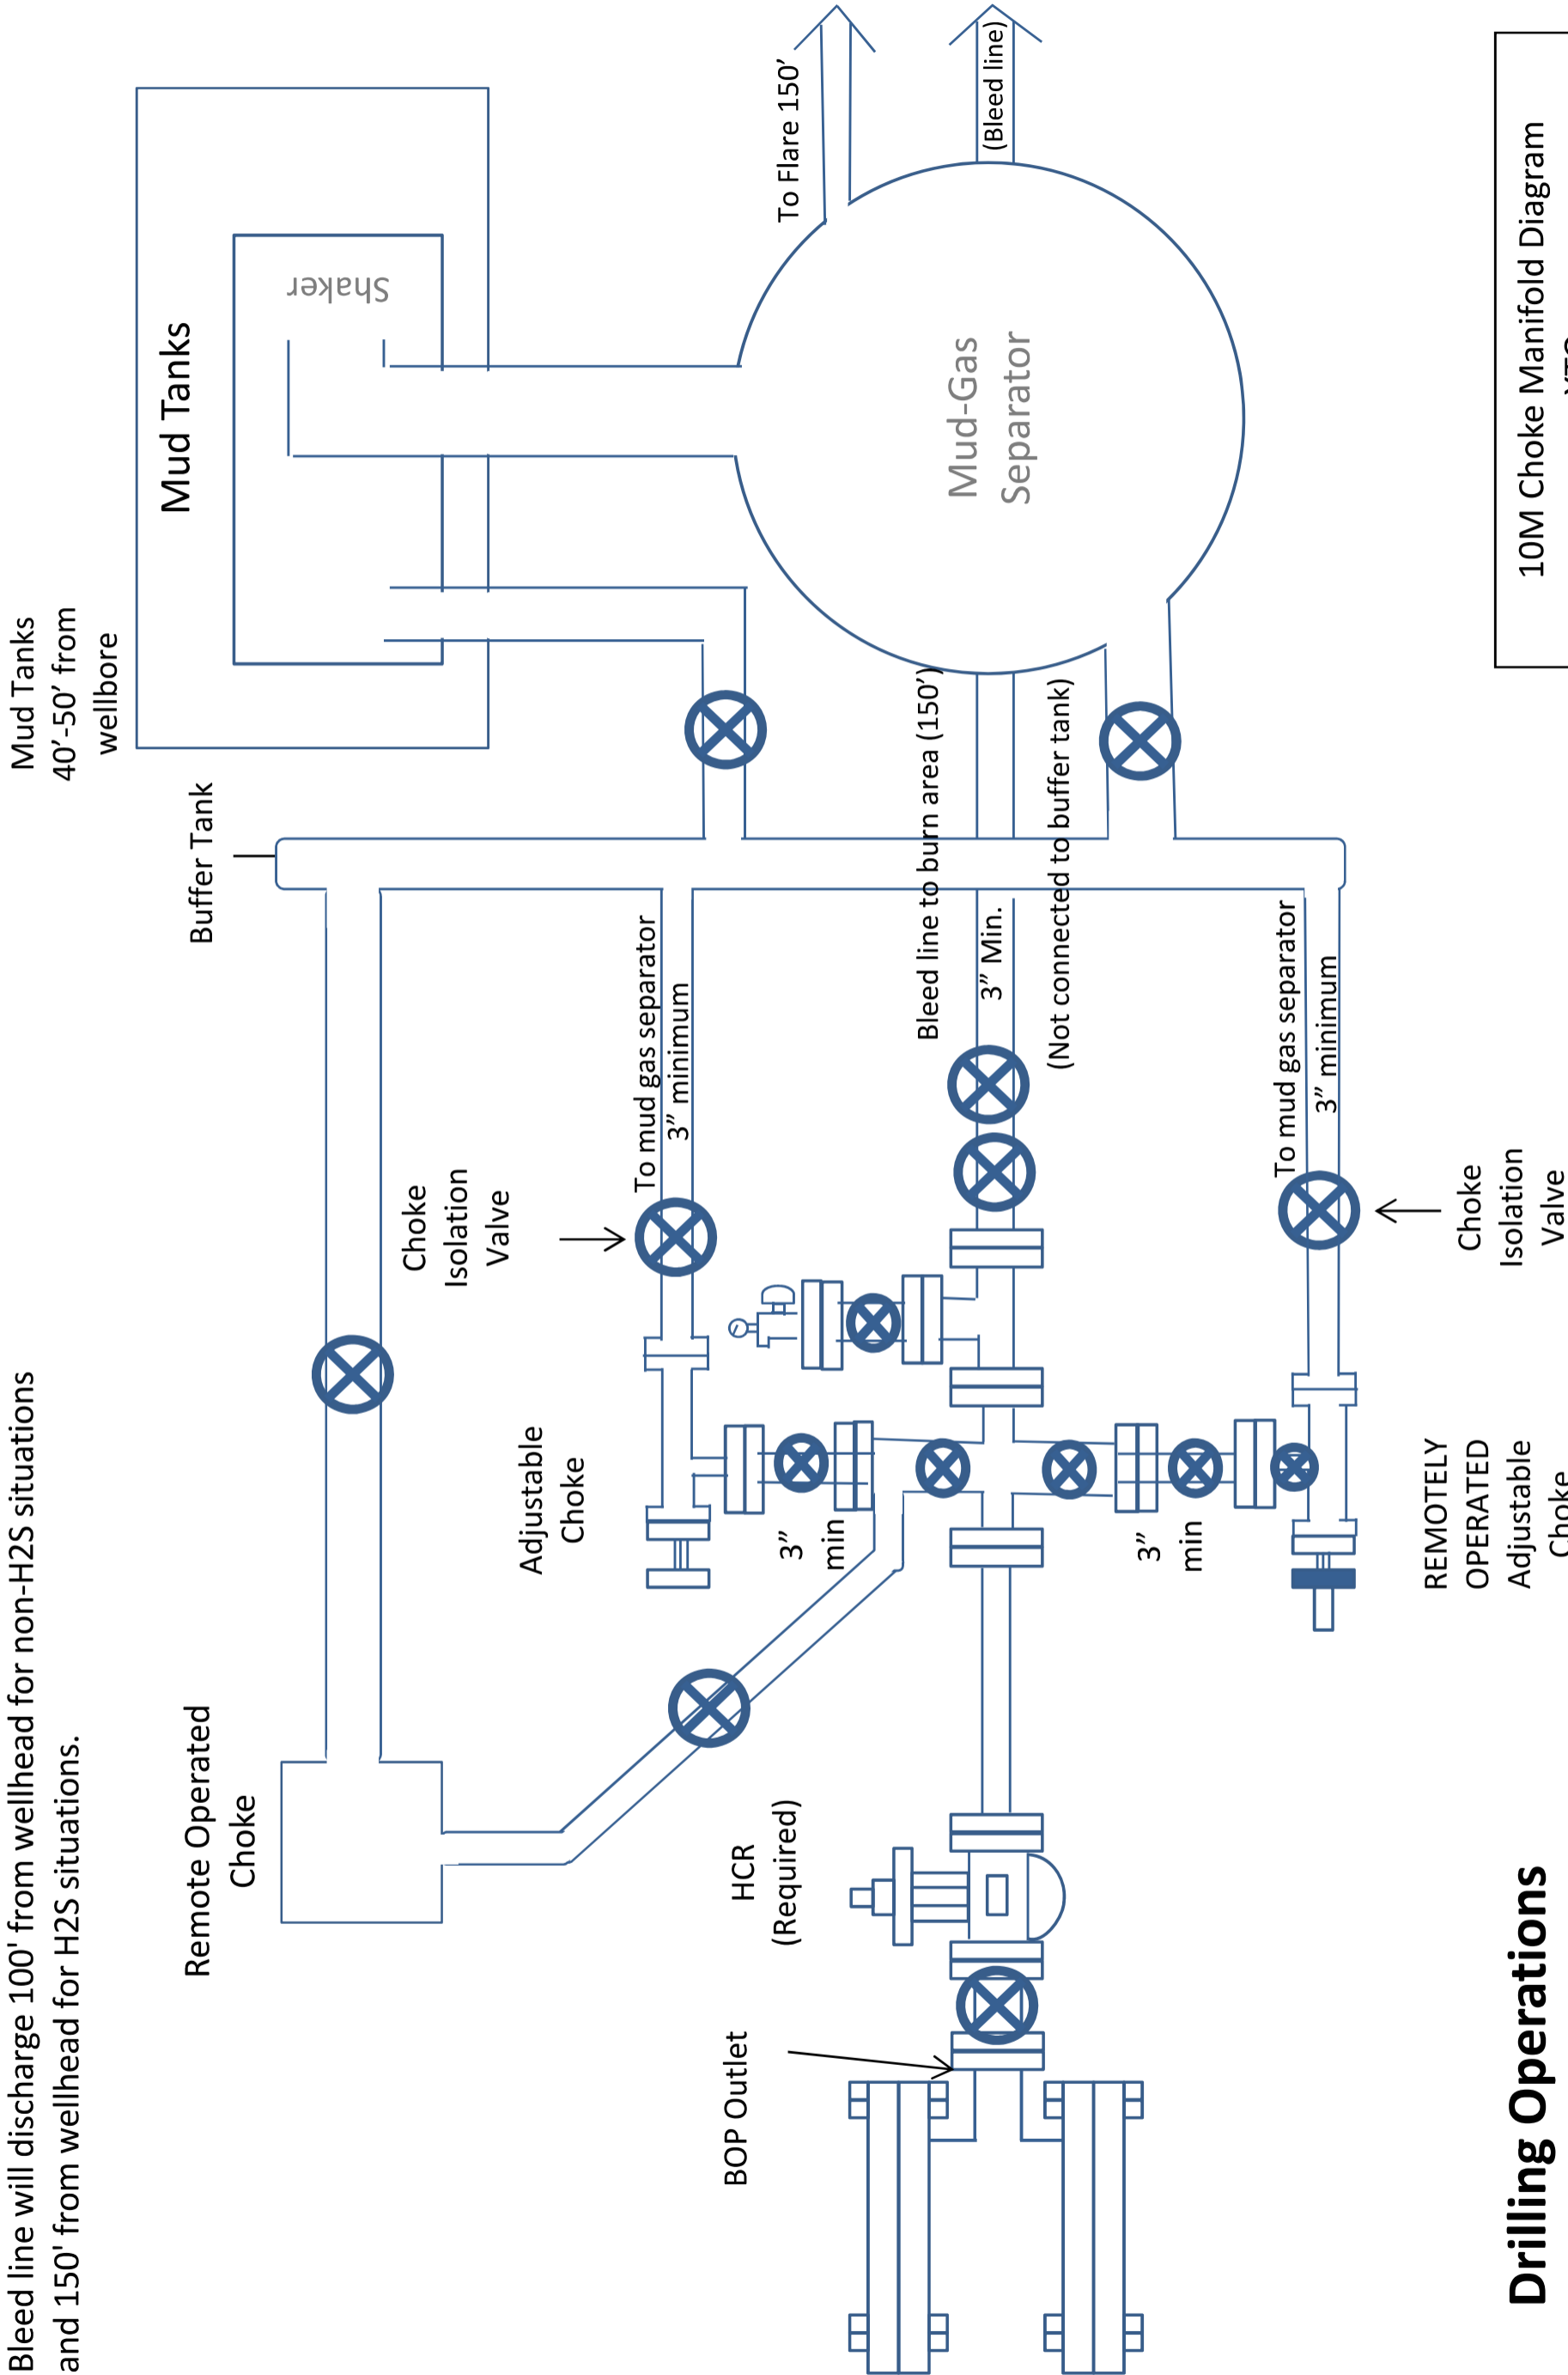 Bleed line will discharge 100' from wellhead for non-H2S situations
and 150' from wellhead for H2S situations.
Mud Tanks
40’-50’ from
wellbore
Mud Tanks
Shaker
Buffer Tank
Remote Operated
Choke
Choke
Isolation
Valve
Adjustable
Choke
To mud gas separator
3” minimum
To Flare 150’
(Bleed line)
Mud-Gas
Separator
HCR
(Required)
BOP Outlet
3”
min
Bleed line to burn area (150’)
3” Min.
(Not connected to buffer tank)
3”
min
To mud gas separator
3” minimum
REMOTELY
OPERATED
Adjustable
Choke
Choke
Isolation
Valve
Drilling Operations
10M Choke Manifold Diagram